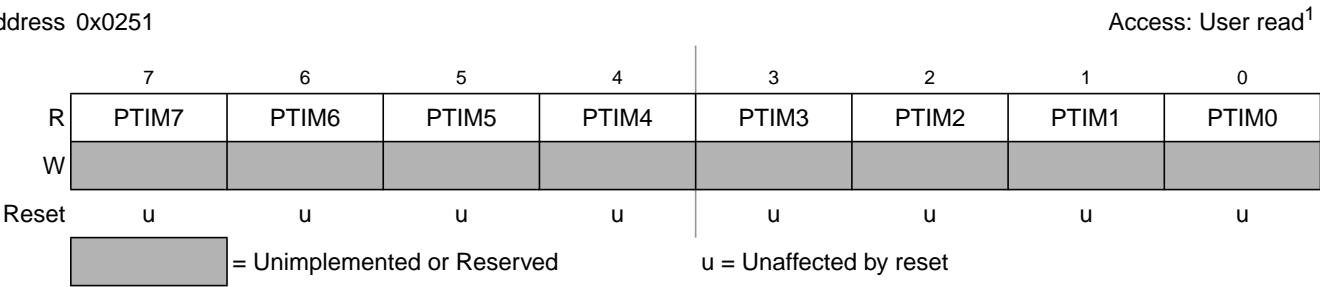 ddress 0x0251 Access: User read1
7 6 5 4 3 2 1 0
R PTIM7 PTIM6 PTIM5 PTIM4 PTIM3 PTIM2 PTIM1 PTIM0
W
Reset u u u u u u u u
= Unimplemented or Reserved u = Unaffected by reset